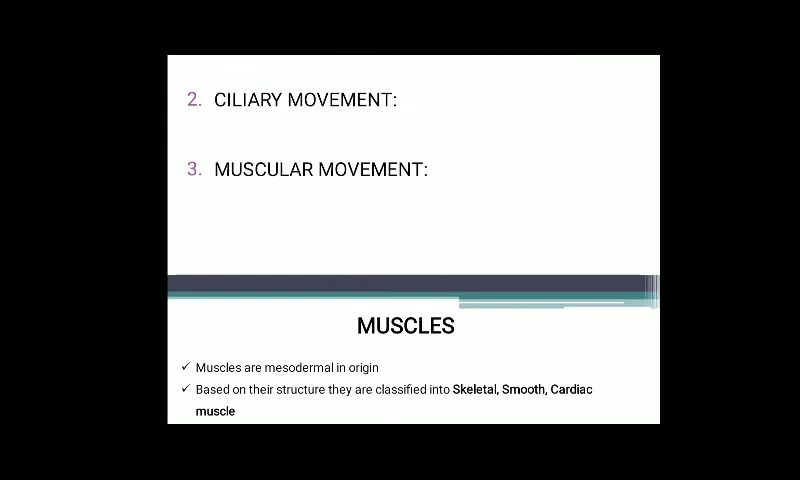 2. CILIARY MOVEMENT:
3. MUSCULAR MOVEMENT:
MUSCLES
✓ Muscles are mesodermal in origin
✓ Based on their structure they are classified into Skeletal, Smooth, Cardiac
muscle